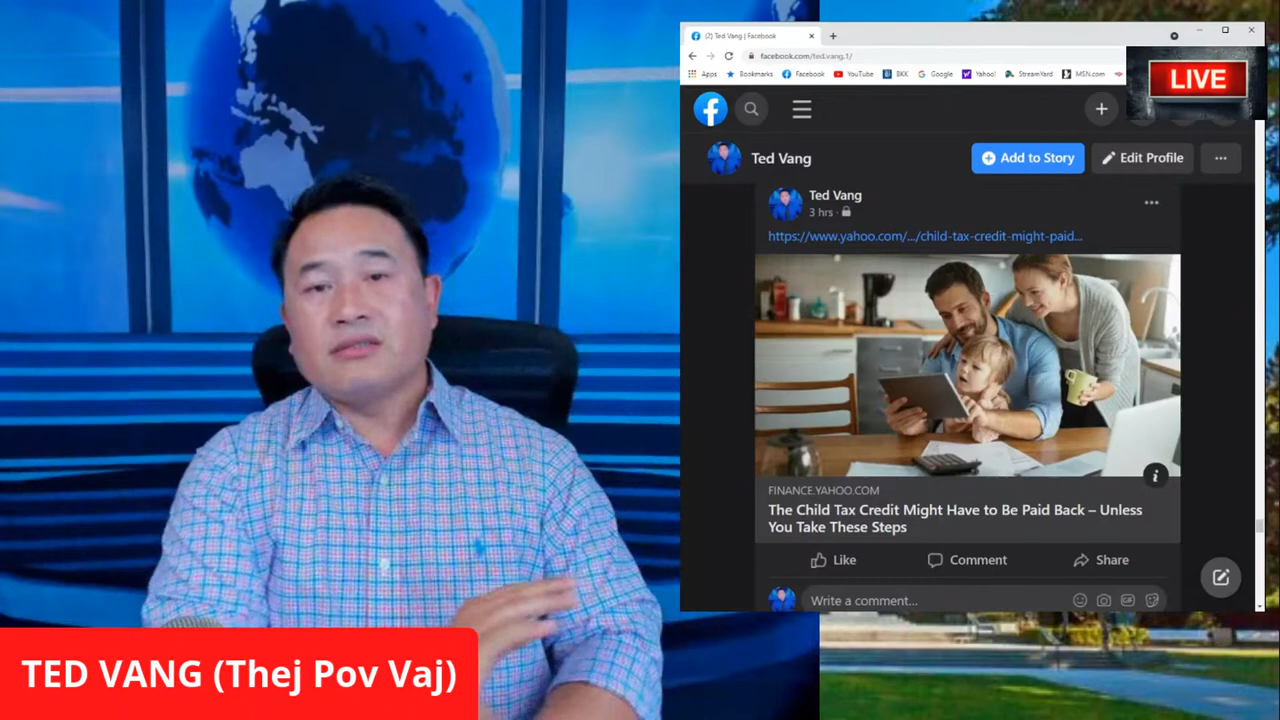 (2) Ted Vang | Facebook
facebook.com/ted.vang.1/
Apps Bookmarks Facebook YouTube BKK Google Yahoo! StreamYard MSN.com
LIVE
Ted Vang
Add to Story
Edit Profile
Ted Vang
3 hrs ·
https://www.yahoo.com/.../child-tax-credit-might-paid...
FINANCE.YAHOO.COM
The Child Tax Credit Might Have to Be Paid Back – Unless
You Take These Steps
Like Comment Share
Write a comment...
TED VANG (Thej Pov Vaj)